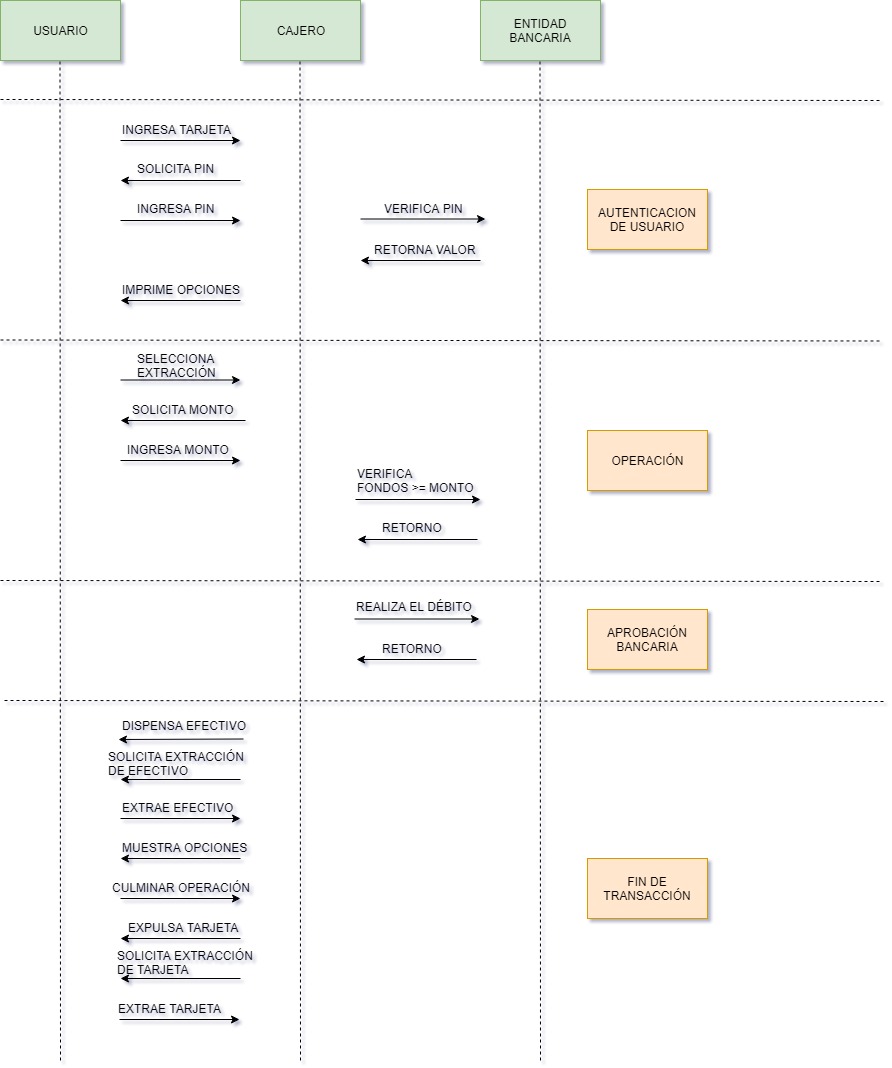 USUARIO
CAJERO
ENTIDAD
BANCARIA
INGRESA TARJETA
SOLICITA PIN
INGRESA PIN
VERIFICA PIN
RETORNA VALOR
IMPRIME OPCIONES
AUTENTICACION
DE USUARIO
SELECCIONA
EXTRACCIÓN
SOLICITA MONTO
INGRESA MONTO
VERIFICA
FONDOS >= MONTO
RETORNO
OPERACIÓN
REALIZA EL DÉBITO
RETORNO
APROBACIÓN
BANCARIA
DISPENSA EFECTIVO
SOLICITA EXTRACCIÓN
DE EFECTIVO
EXTRAE EFECTIVO
MUESTRA OPCIONES
CULMINAR OPERACIÓN
EXPULSA TARJETA
SOLICITA EXTRACCIÓN
DE TARJETA
EXTRAE TARJETA
FIN DE
TRANSACCIÓN